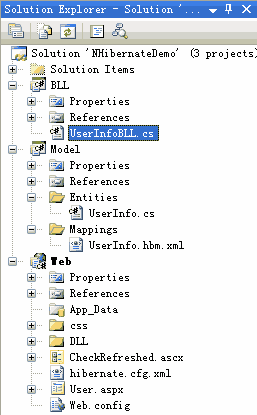 Solution Explorer - Solution '...
Solution 'NHibernateDemo' (3 projects)
Solution Items
BLL
Properties
References
UserInfoBLL.cs
Model
Properties
References
Entities
UserInfo.cs
Mappings
UserInfo.hbm.xml
Web
Properties
References
App_Data
css
DLL
CheckRefreshed.ascx
hibernate.cfg.xml
User.aspx
Web.config